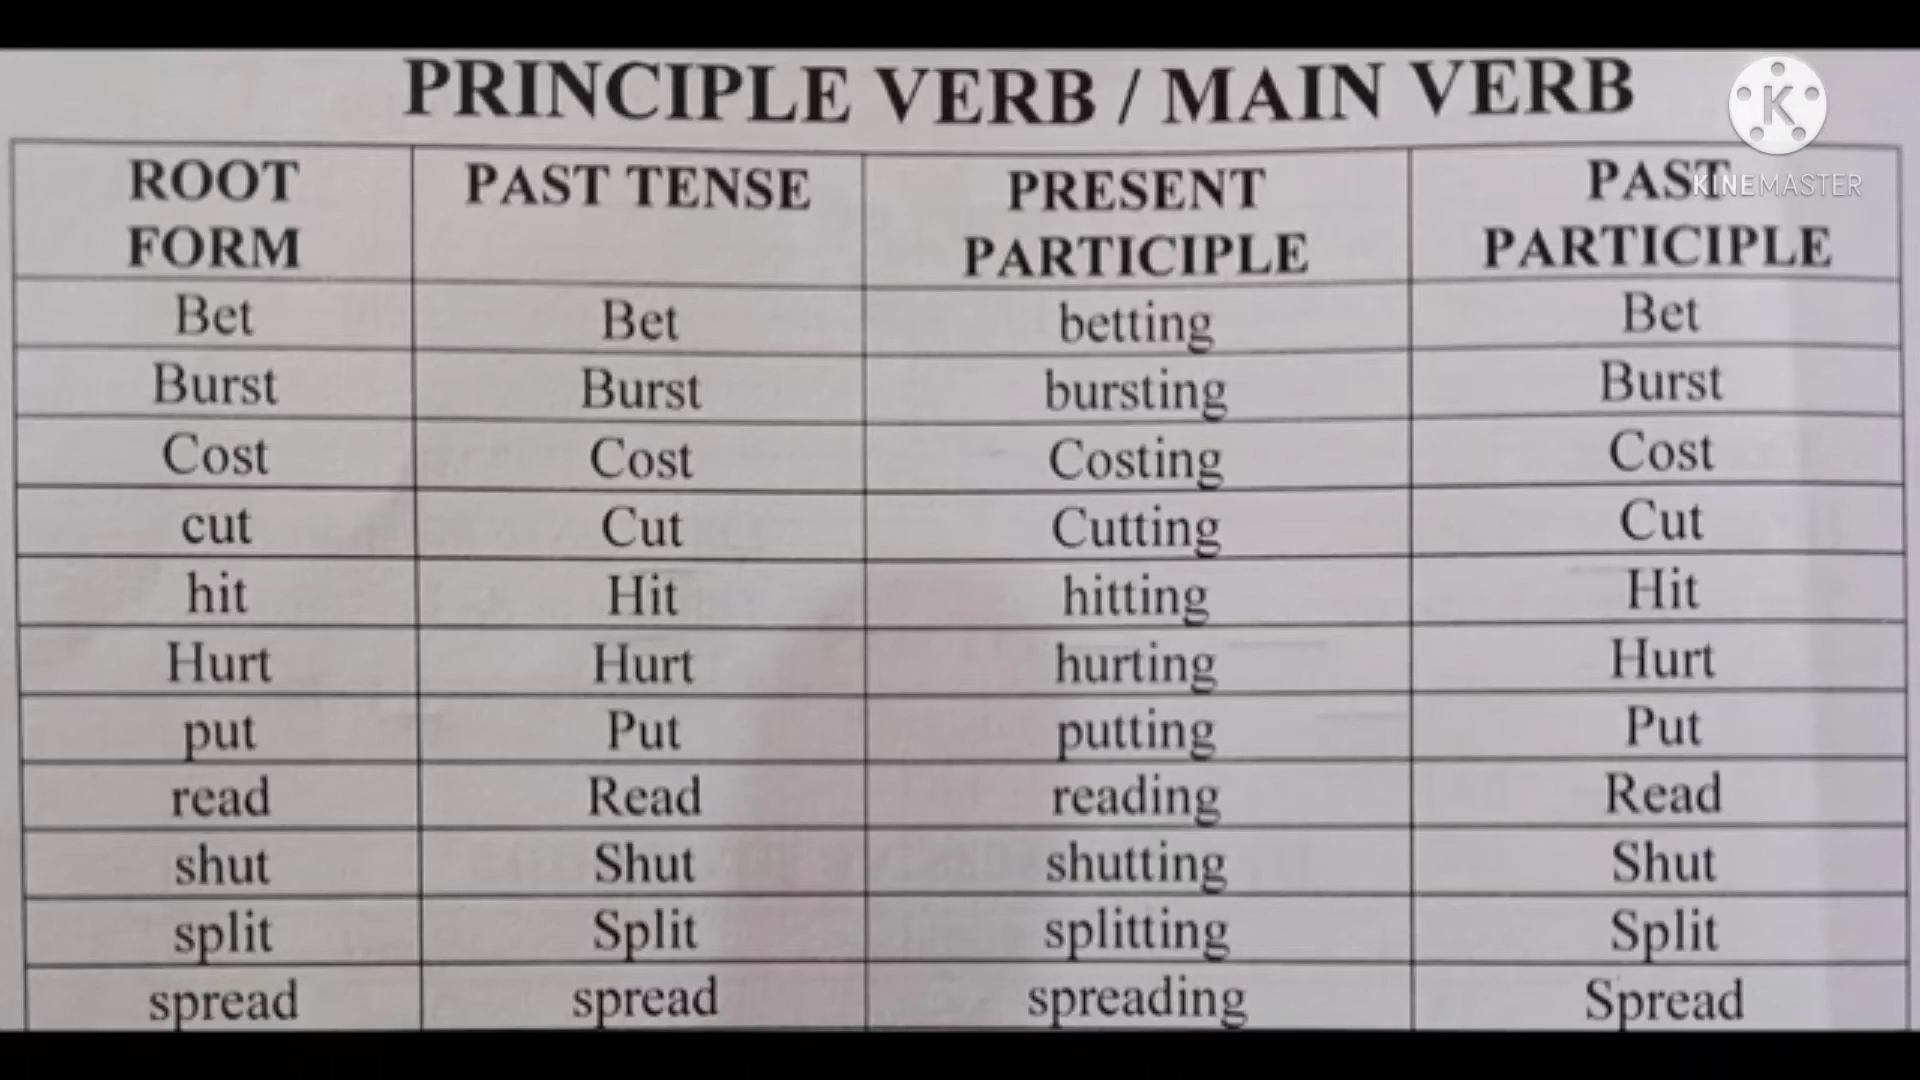 PRINCIPLE VERB / MAIN VERB
K
KINEMASTER
ROOT FORM PAST TENSE PRESENT PARTICIPLE PAST PARTICIPLE
Bet Bet betting Bet
Burst Burst bursting Burst
Cost Cost Costing Cost
cut Cut Cutting Cut
hit Hit hitting Hit
Hurt Hurt hurting Hurt
put Put putting Put
read Read reading Read
shut Shut shutting Shut
split Split splitting Split
spread spread spreading Spread